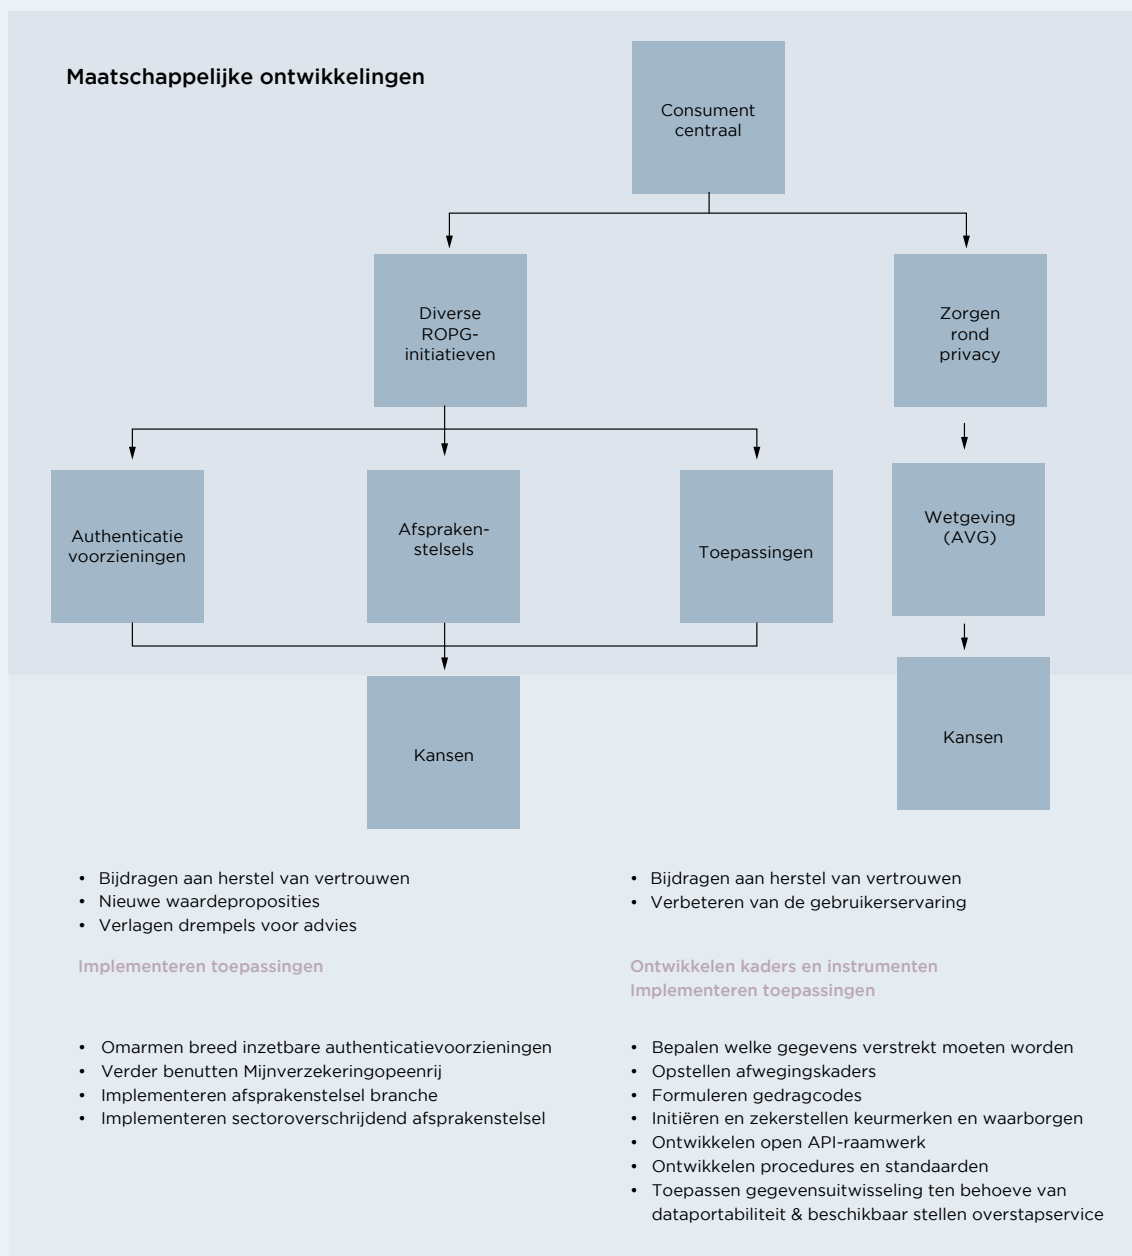 Maatschappelijke ontwikkelingen
Consument
centraal
Diverse
ROPG-
initiatieven
Zorgen
rond
privacy
Authenticatie
voorzieningen
Afspraken-
stelsels
Toepassingen
Wetgeving
(AVG)
Kansen
Kansen
• Bijdragen aan herstel van vertrouwen
• Nieuwe waardeproposities
• Verlagen drempels voor advies
Implementeren toepassingen
• Omarmen breed inzetbare authenticatievoorzieningen
• Verder benutten Mijnverzekeringopeenrij
• Implementeren afsprakenstelsel branche
• Implementeren sectoroverschrijdend afsprakenstelsel
• Bijdragen aan herstel van vertrouwen
• Verbeteren van de gebruikerservaring
Ontwikkelen kaders en instrumenten
Implementeren toepassingen
• Bepalen welke gegevens verstrekt moeten worden
• Opstellen afwegingskaders
• Formuleren gedragcodes
• Initiëren en zekerstellen keurmerken en waarborgen
• Ontwikkelen open API-raamwerk
• Ontwikkelen procedures en standaarden
• Toepassen gegevensuitwisseling ten behoeve van
dataportabiliteit & beschikbaar stellen overstapservice